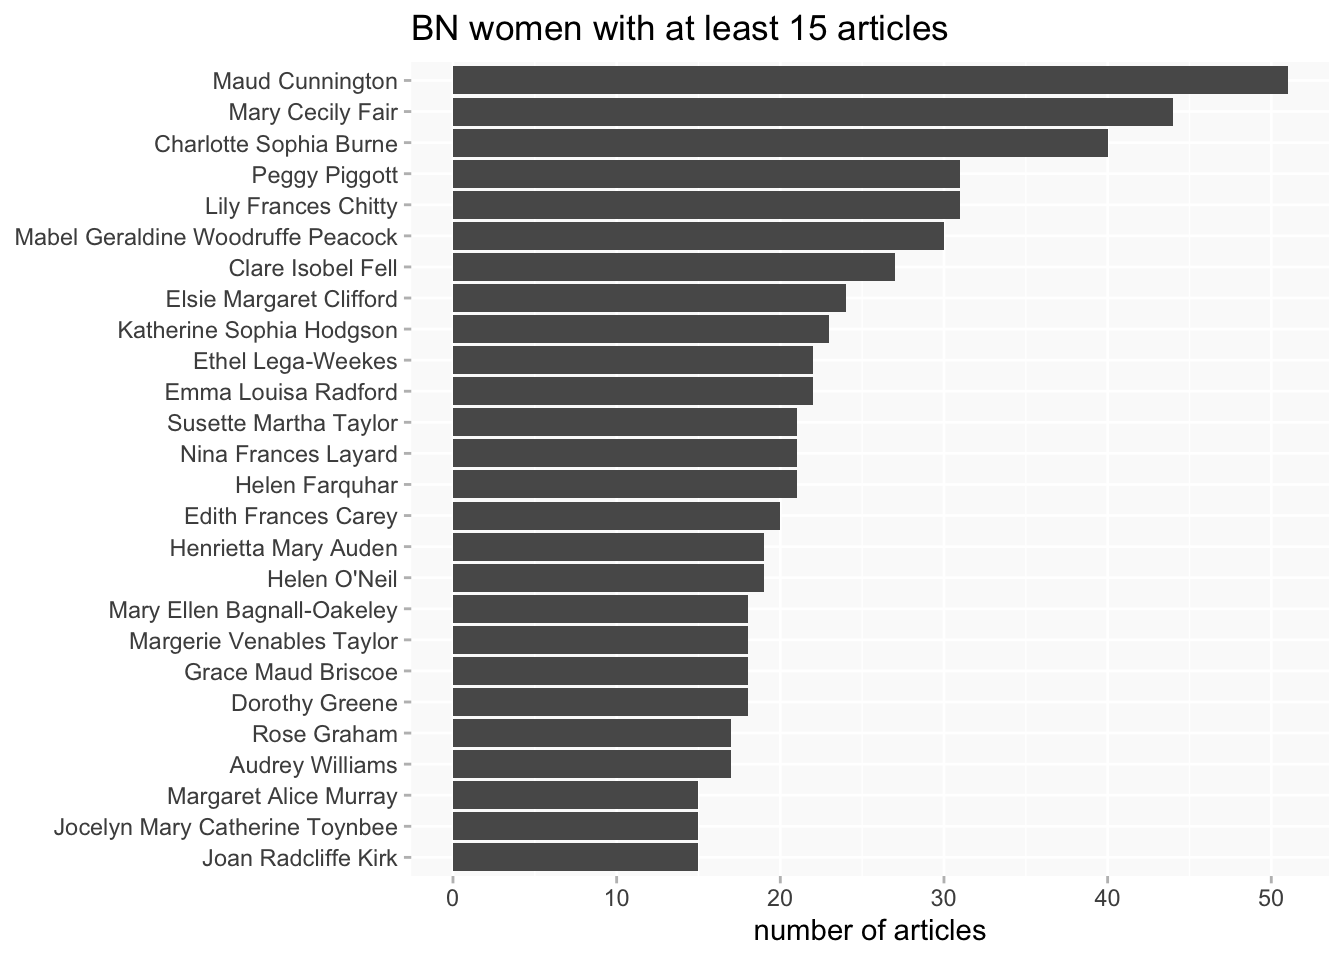 BN women with at least 15 articles
Maud Cunnington
Mary Cecily Fair
Charlotte Sophia Burne
Peggy Piggott
Lily Frances Chitty
Mabel Geraldine Woodruffe Peacock
Clare Isobel Fell
Elsie Margaret Clifford
Katherine Sophia Hodgson
Ethel Lega-Weekes
Emma Louisa Radford
Susette Martha Taylor
Nina Frances Layard
Helen Farquhar
Edith Frances Carey
Henrietta Mary Auden
Helen O'Neil
Mary Ellen Bagnall-Oakeley
Margerie Venables Taylor
Grace Maud Briscoe
Dorothy Greene
Rose Graham
Audrey Williams
Margaret Alice Murray
Jocelyn Mary Catherine Toynbee
Joan Radcliffe Kirk
0 10 20 30 40 50
number of articles